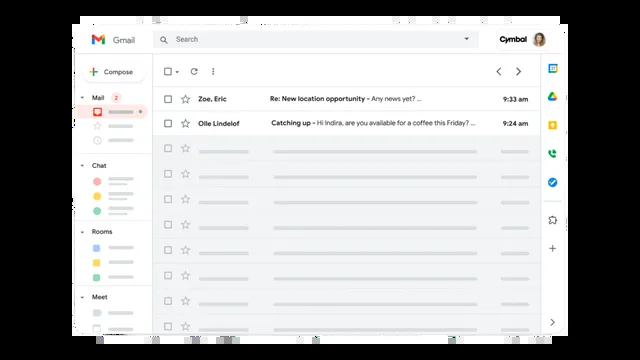 Gmail
Search
Cymbal
Compose
Mail 2
Zoe, Eric Re: New location opportunity – Any news yet? ... 9:33 am
Olle Lindelof Catching up – Hi Indira, are you available for a coffee this Friday? ... 9:24 am
Chat
Rooms
Meet